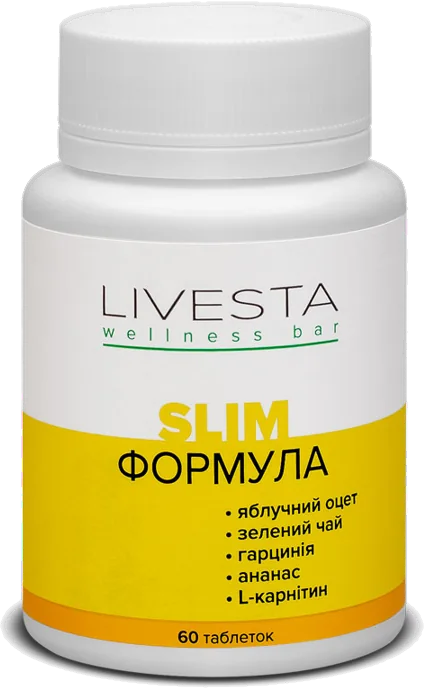 LIVESTA
wellness bar
SLIM
ФОРМУЛА
• яблучний оцет
• зелений чай
• гарцинія
• ананас
• L-карнітин
60 таблеток